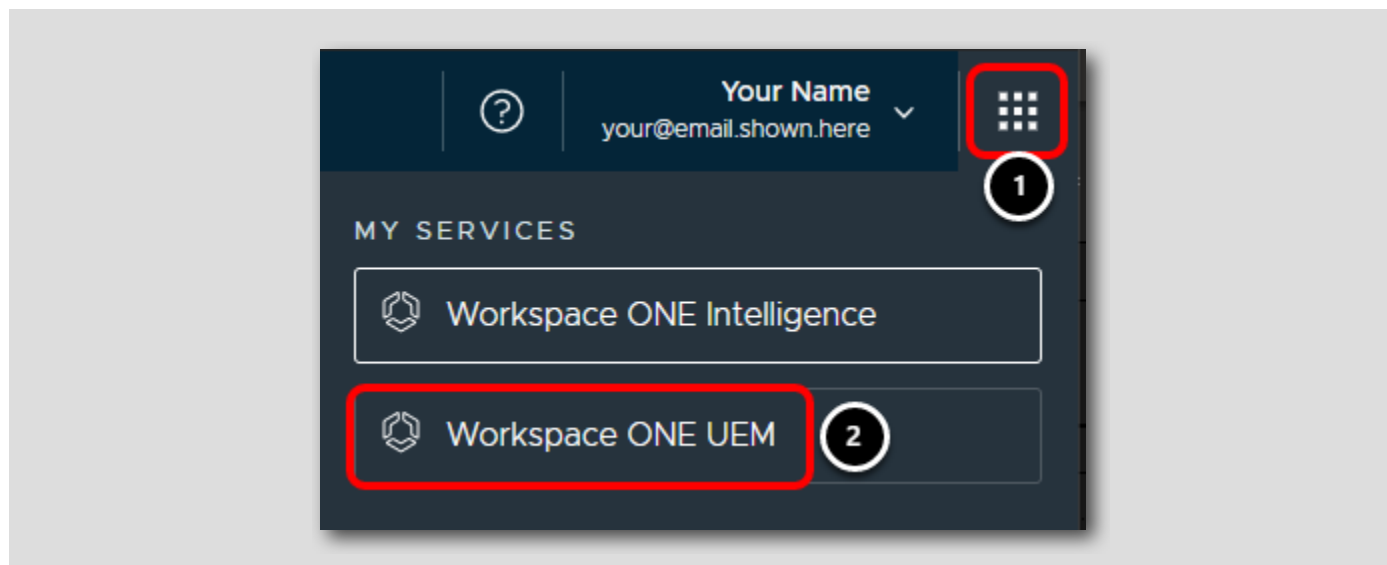 ?
Your Name
your@email.shown.here
1
MY SERVICES
Workspace ONE Intelligence
Workspace ONE UEM
2